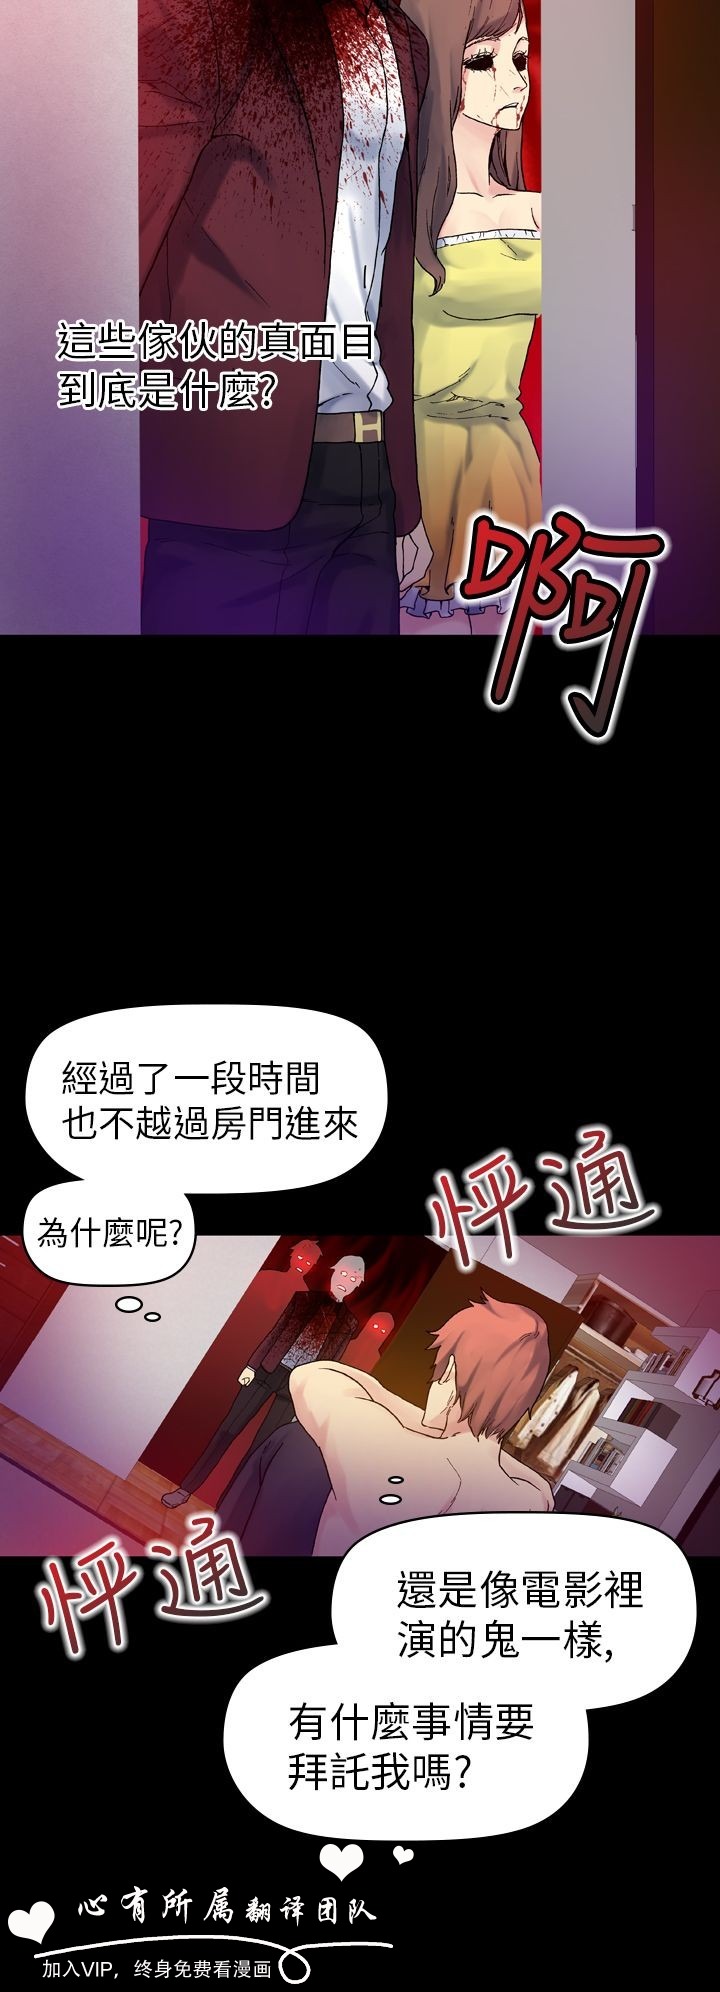 這些傢伙的真面目
到底是什麼?
啊
經過了一段時間
也不越過房門進來
為什麼呢?
怦通
怦通
還是像電影裡
演的鬼一樣,
有什麼事情要
拜託我嗎?
心有所属翻译团队
加入VIP，终身免费看漫画